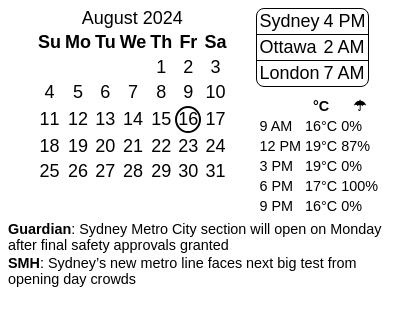 August 2024
Su Mo Tu We Th Fr Sa
1 2 3
4 5 6 7 8 9 10
11 12 13 14 15 16 17
18 19 20 21 22 23 24
25 26 27 28 29 30 31
Sydney 4 PM
Ottawa 2 AM
London 7 AM
°C ☂
9 AM 16°C 0%
12 PM 19°C 87%
3 PM 19°C 0%
6 PM 17°C 100%
9 PM 16°C 0%
Guardian: Sydney Metro City section will open on Monday
after final safety approvals granted
SMH: Sydney’s new metro line faces next big test from
opening day crowds